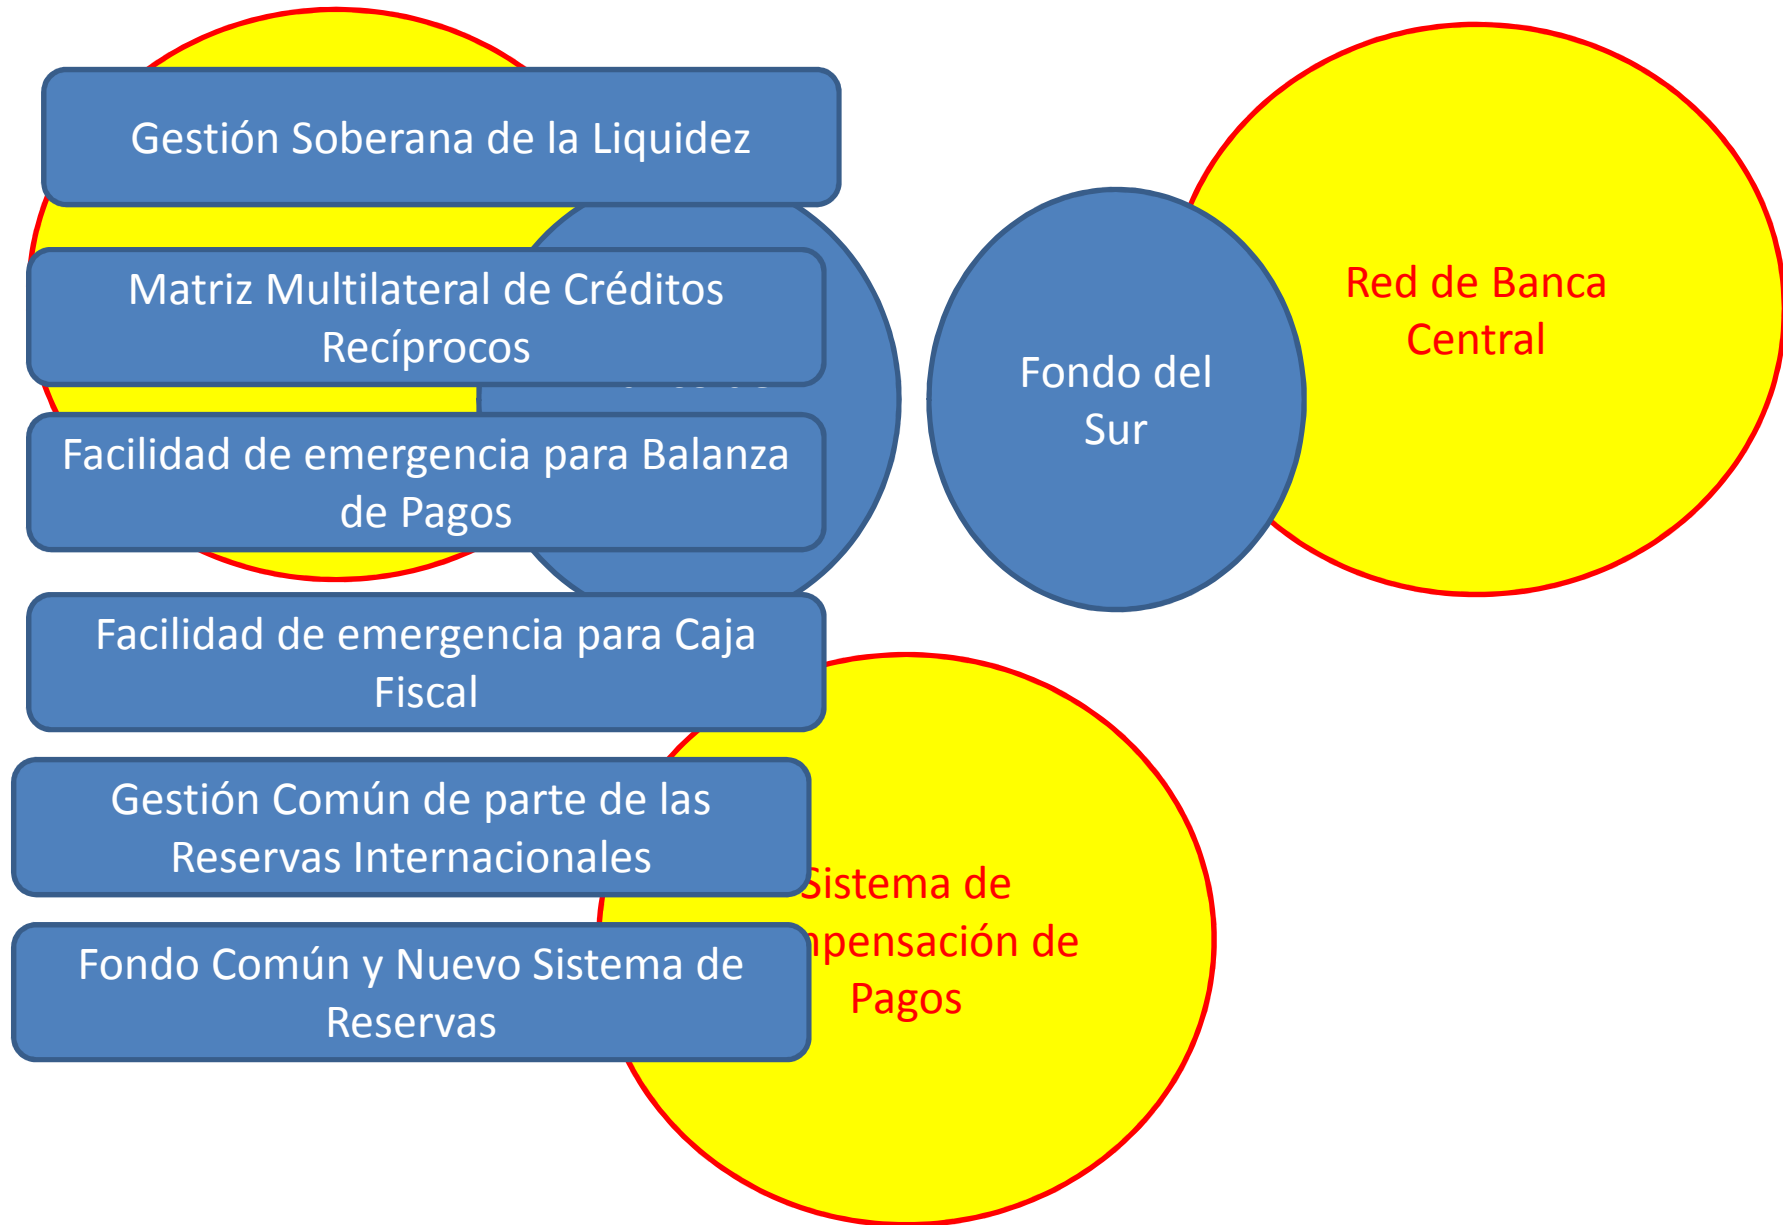 Gestión Soberana de la Liquidez
Matriz Multilateral de Créditos
Recíprocos
Facilidad de emergencia para Balanza
de Pagos
Facilidad de emergencia para Caja
Fiscal
Gestión Común de parte de las
Reservas Internacionales
Fondo Común y Nuevo Sistema de
Reservas
Fondo del
Sur
Red de Banca
Central
Sistema de
mpensación de
Pagos